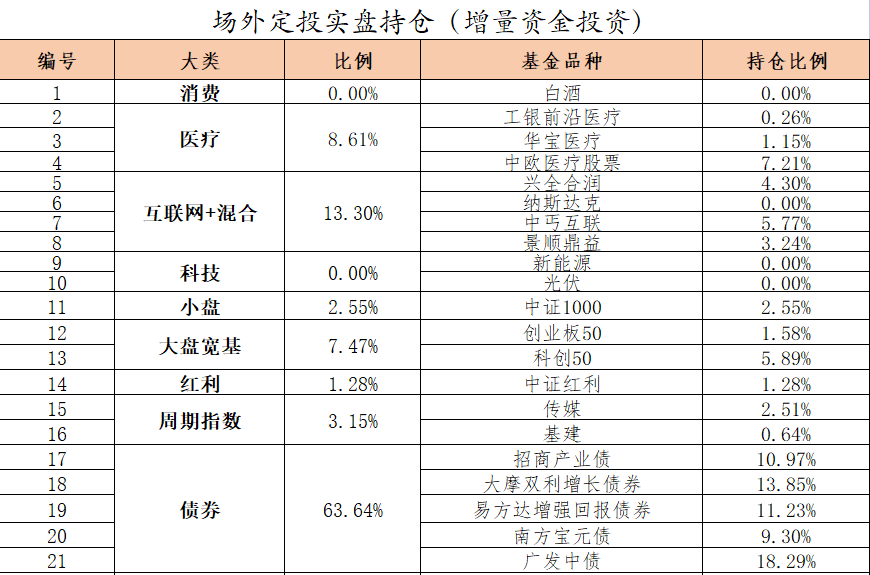 场外定投实盘持仓（增量资金投资）
编号 大类 比例 基金品种 持仓比例
1 消费 0.00% 白酒 0.00%
2 医疗 8.61% 工银前沿医疗 0.26%
3 华宝医疗 1.15%
4 中欧医疗股票 7.21%
5 互联网+混合 13.30% 兴全合润 4.30%
6 纳斯达克 0.00%
7 中丐互联 5.77%
8 景顺鼎益 3.24%
9 科技 0.00% 新能源 0.00%
10 光伏 0.00%
11 小盘 2.55% 中证1000 2.55%
12 大盘宽基 7.47% 创业板50 1.58%
13 科创50 5.89%
14 红利 1.28% 中证红利 1.28%
15 周期指数 3.15% 传媒 2.51%
16 基建 0.64%
17 债券 63.64% 招商产业债 10.97%
18 大摩双利增长债券 13.85%
19 易方达增强回报债券 11.23%
20 南方宝元债 9.30%
21 广发中债 18.29%